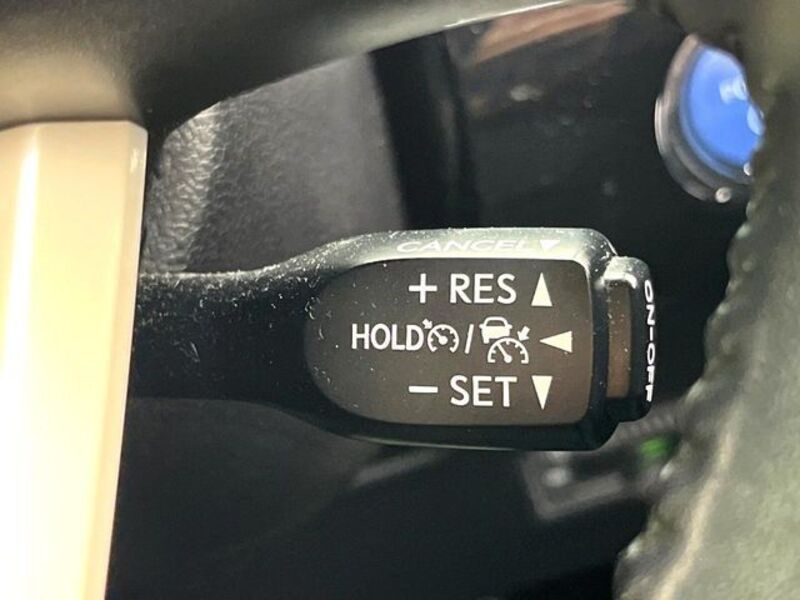 CANCEL▼
+ RES ▲
HOLD / ◀
− SET ▼
ON-OFF